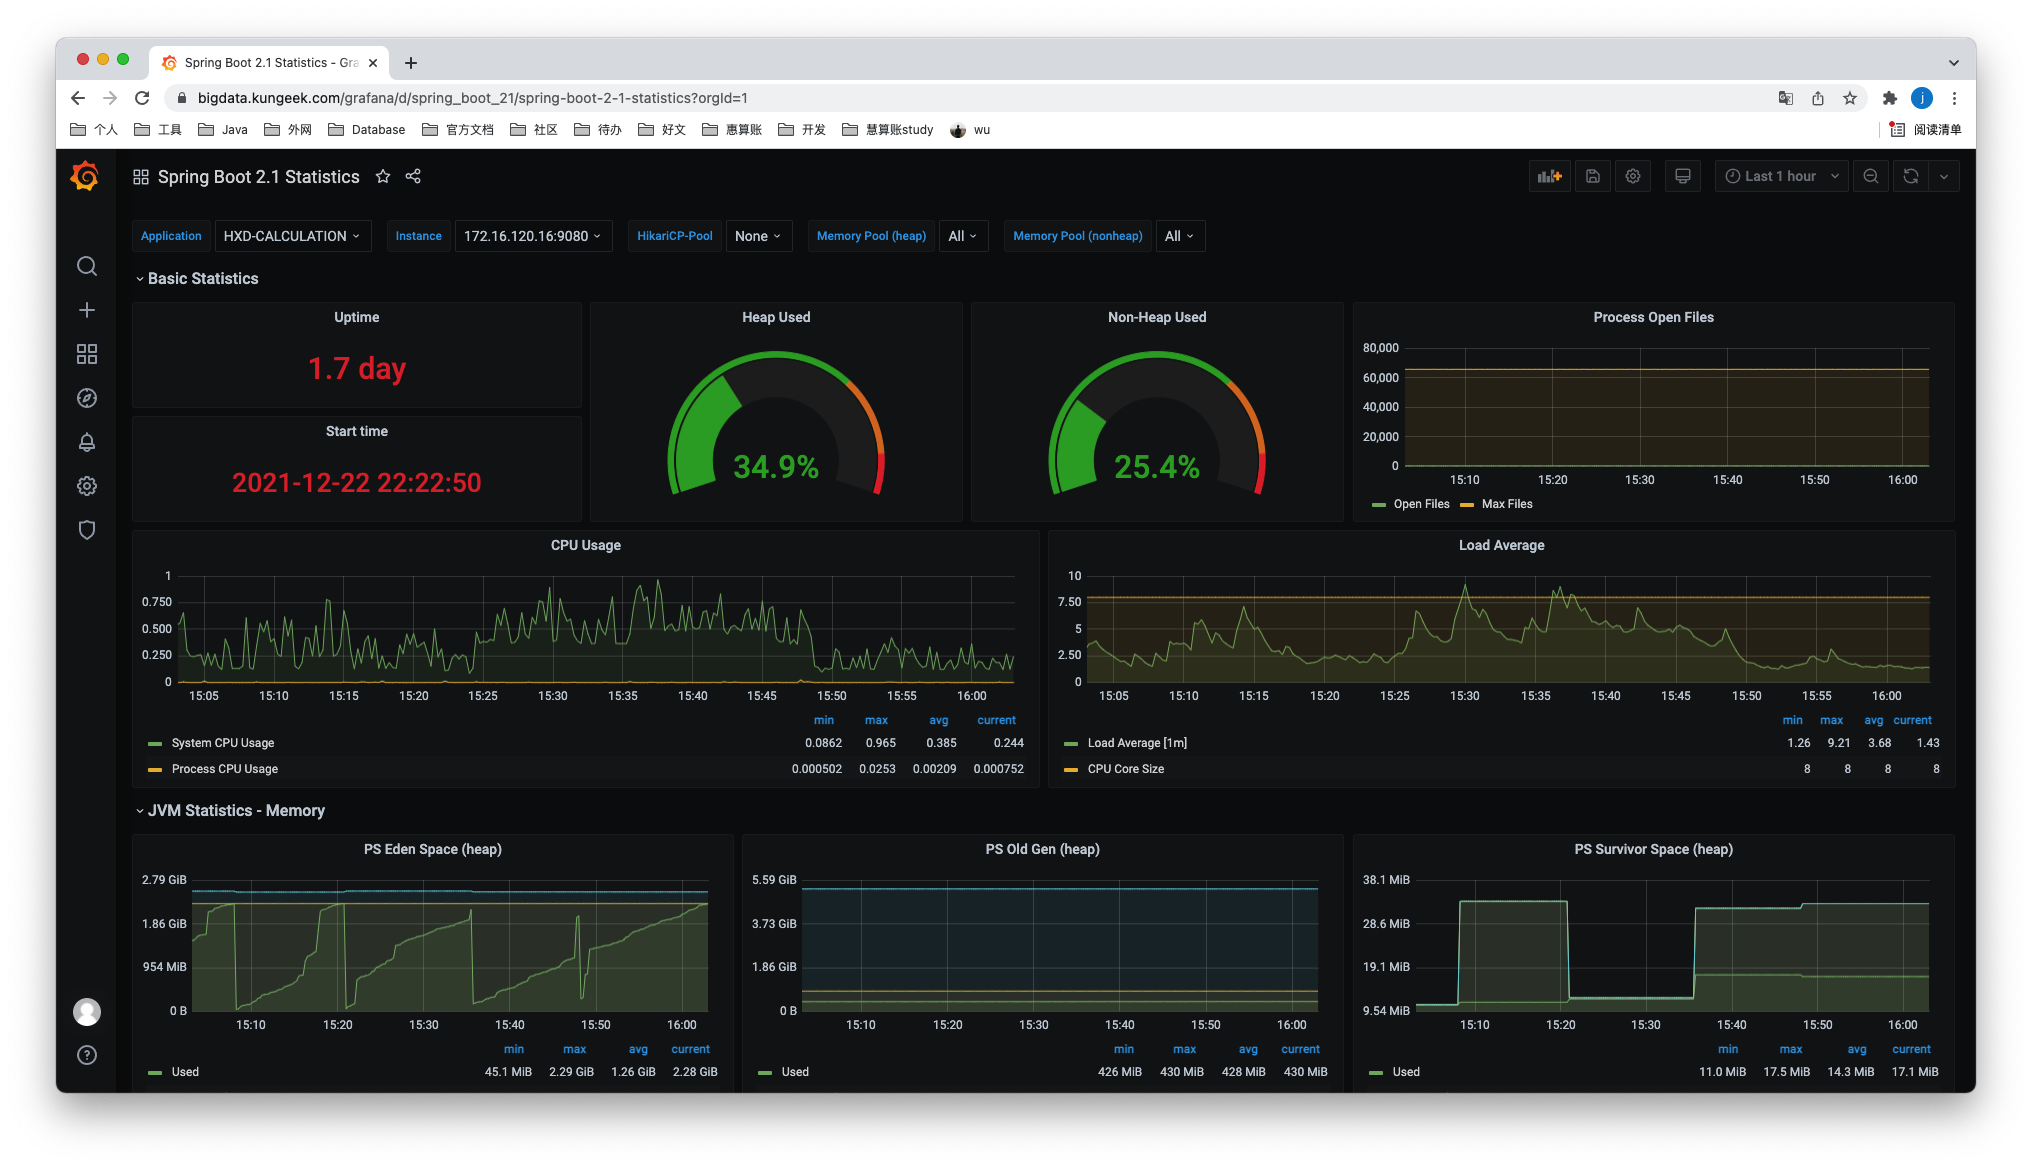 Spring Boot 2.1 Statistics - Gra
bigdata.kungeek.com/grafana/d/spring_boot_21/spring-boot-2-1-statistics?orgId=1
j
个人 工具 Java 外网 Database 官方文档 社区 待办 好文 惠算账 开发 慧算账study wu 阅读清单
Spring Boot 2.1 Statistics
Last 1 hour
Application HXD-CALCULATION Instance 172.16.120.16:9080 HikariCP-Pool None Memory Pool (heap) All Memory Pool (nonheap) All
Basic Statistics
Uptime
1.7 day
Start time
2021-12-22 22:22:50
Heap Used
34.9%
Non-Heap Used
25.4%
Process Open Files
80,000
60,000
40,000
20,000
0
15:10 15:20 15:30 15:40 15:50 16:00
Open Files Max Files
CPU Usage
1
0.750
0.500
0.250
0
15:05 15:10 15:15 15:20 15:25 15:30 15:35 15:40 15:45 15:50 15:55 16:00
min max avg current
System CPU Usage 0.0862 0.965 0.385 0.244
Process CPU Usage 0.000502 0.0253 0.00209 0.000752
Load Average
10
7.50
5
2.50
0
15:05 15:10 15:15 15:20 15:25 15:30 15:35 15:40 15:45 15:50 15:55 16:00
min max avg current
Load Average [1m] 1.26 9.21 3.68 1.43
CPU Core Size 8 8 8 8
JVM Statistics - Memory
PS Eden Space (heap)
2.79 GiB
1.86 GiB
954 MiB
0 B
15:10 15:20 15:30 15:40 15:50 16:00
min max avg current
Used 45.1 MiB 2.29 GiB 1.26 GiB 2.28 GiB
PS Old Gen (heap)
5.59 GiB
3.73 GiB
1.86 GiB
0 B
15:10 15:20 15:30 15:40 15:50 16:00
min max avg current
Used 426 MiB 430 MiB 428 MiB 430 MiB
PS Survivor Space (heap)
38.1 MiB
28.6 MiB
19.1 MiB
9.54 MiB
15:10 15:20 15:30 15:40 15:50 16:00
min max avg current
Used 11.0 MiB 17.5 MiB 14.3 MiB 17.1 MiB